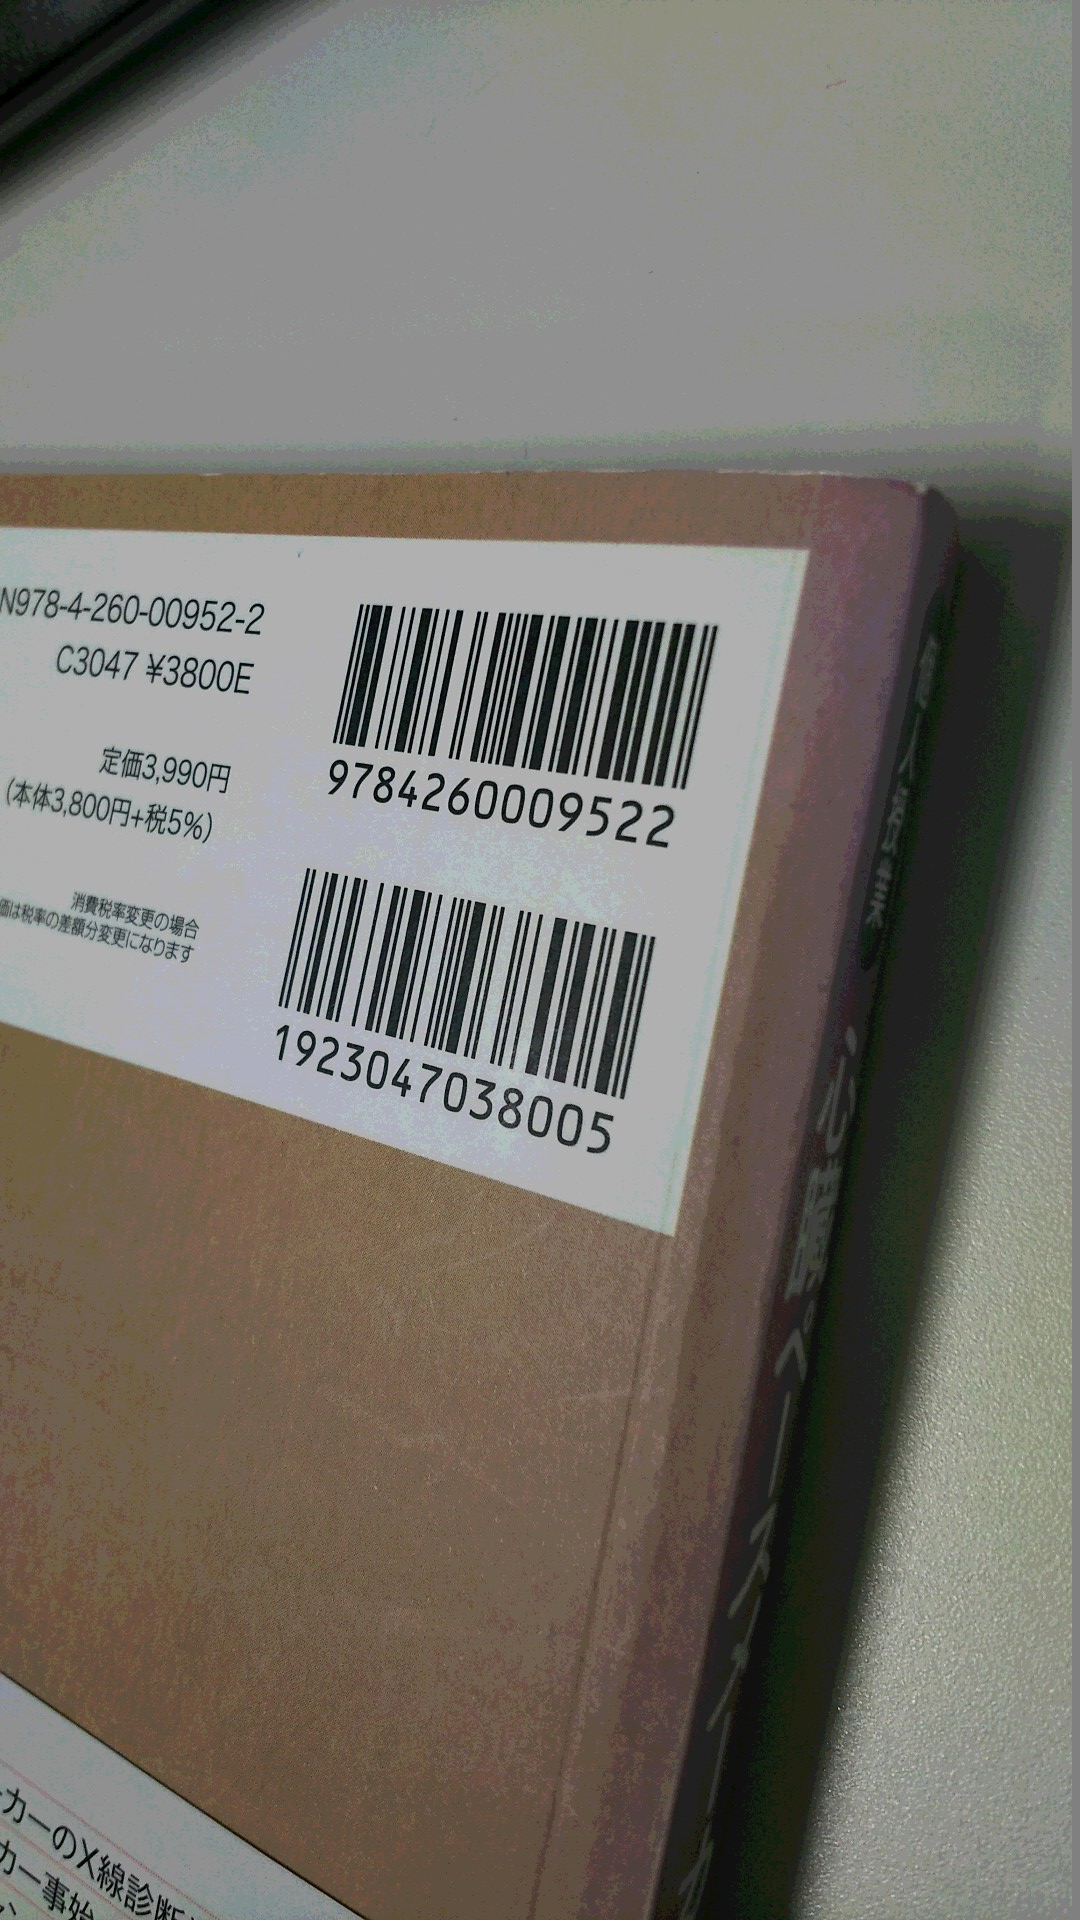 N978-4-260-00952-2
C3047 ¥3800E
定価3,990円
(本体3,800円+税5%)
消費税率変更の場合
価は税率の差額分変更になります
9784260009522
1923047038005
心臓ペースメーカ
ーカーのX線診断
カー事始